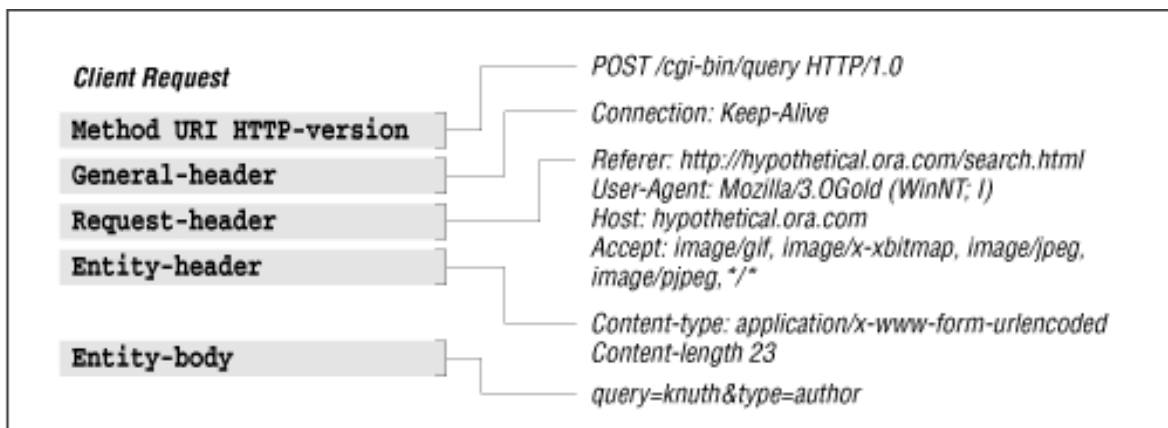 Client Request
Method URI HTTP-version
General-header
Request-header
Entity-header
Entity-body
POST /cgi-bin/query HTTP/1.0
Connection: Keep-Alive
Referer: http://hypothetical.ora.com/search.html
User-Agent: Mozilla/3.0Gold (WinNT; I)
Host: hypothetical.ora.com
Accept: image/gif, image/x-xbitmap, image/jpeg,
image/pjpeg, */*
Content-type: application/x-www-form-urlencoded
Content-length 23
query=knuth&type=author